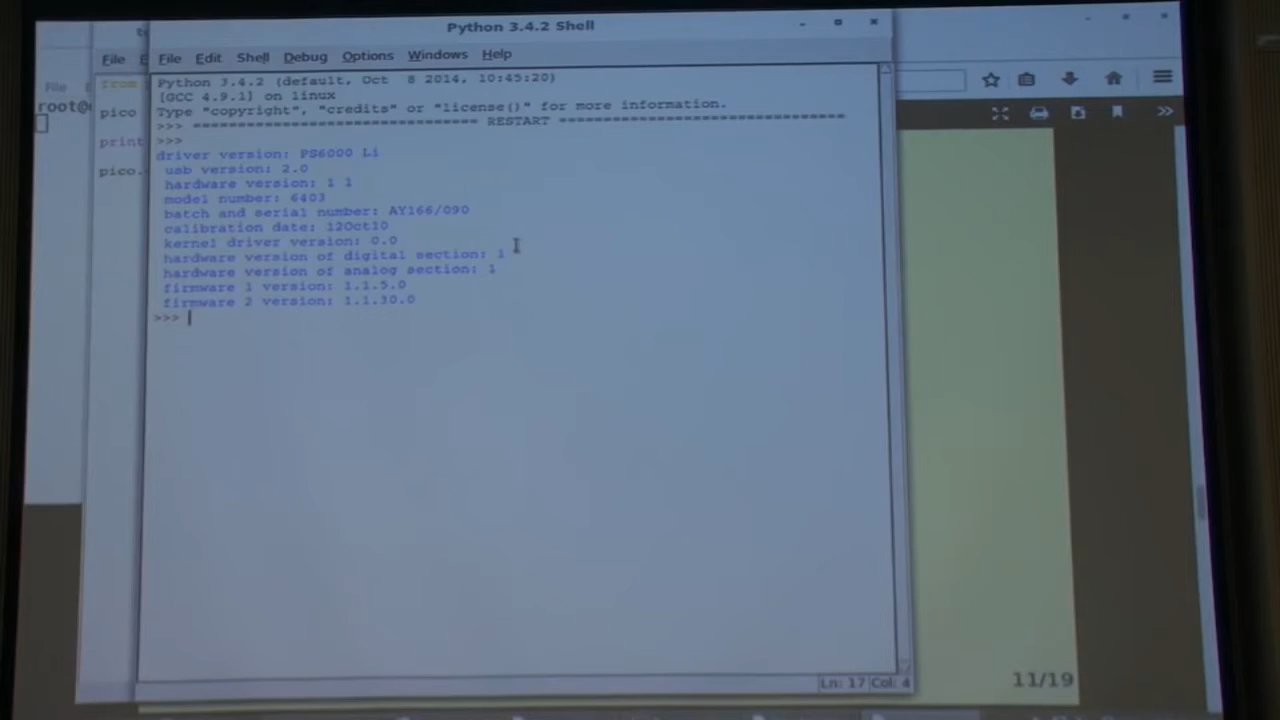 Python 3.4.2 Shell
File Edit Shell Debug Options Windows Help
Python 3.4.2 (default, Oct 8 2014, 10:45:20)
[GCC 4.9.1] on linux
Type "copyright", "credits" or "license()" for more information.
>>> ================================ RESTART ================================
>>>
driver version: PS6000 Li
usb version: 2.0
hardware version: 1 1
model number: 6403
batch and serial number: AY166/090
calibration date: 12Oct10
kernel driver version: 0.0
hardware version of digital section: 1
hardware version of analog section: 1
firmware 1 version: 1.1.5.0
firmware 2 version: 1.1.30.0
>>>
Ln: 17 Col: 4
File
from
pico
print
pico.
File
root@
11/19